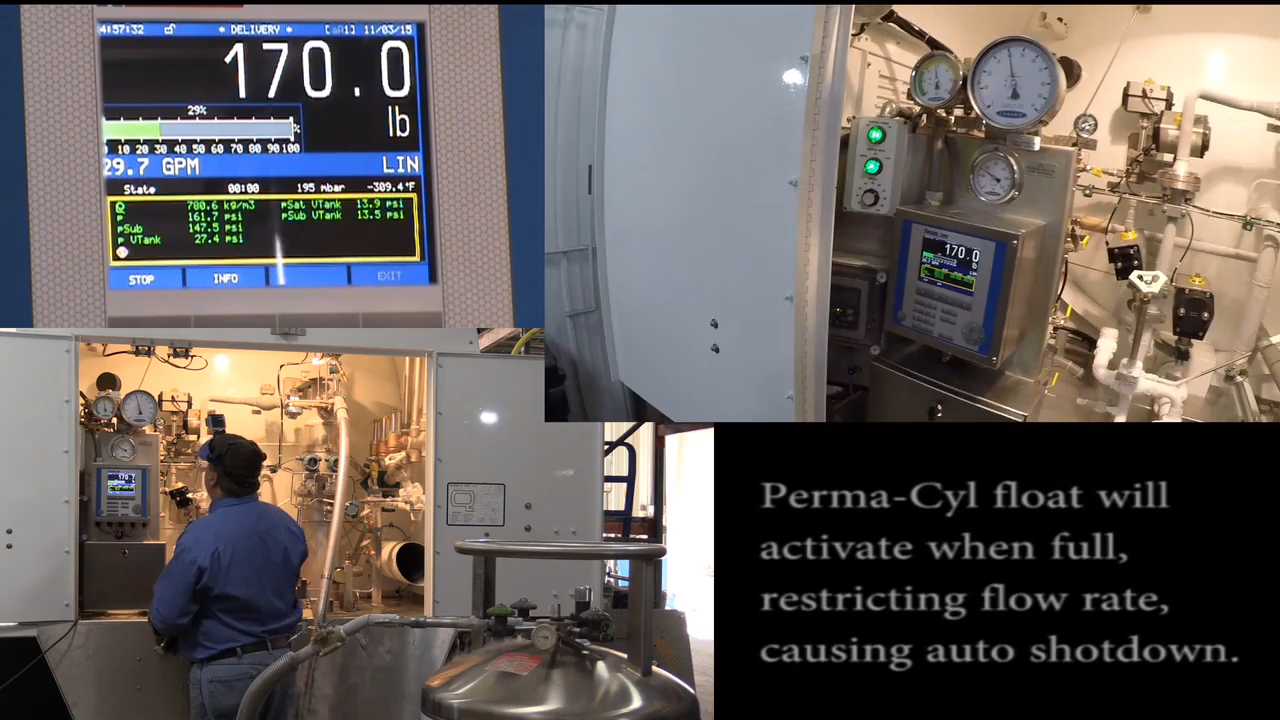 4:57:32 * DELIVERY * 11/03/15
170.0
lb
29%
%
10 20 30 40 50 60 70 80 90 100
29.7 GPM LIN
State 00:00 195 mbar -309.4°F
Q 780.6 kg/m3 pSat VTank 13.9 psi
p 161.7 psi pSub VTank 13.5 psi
pSub 147.5 psi
p VTank 27.4 psi
STOP INFO EXIT
170.0
lb
Perma-Cyl float will
activate when full,
restricting flow rate,
causing auto shotdown.